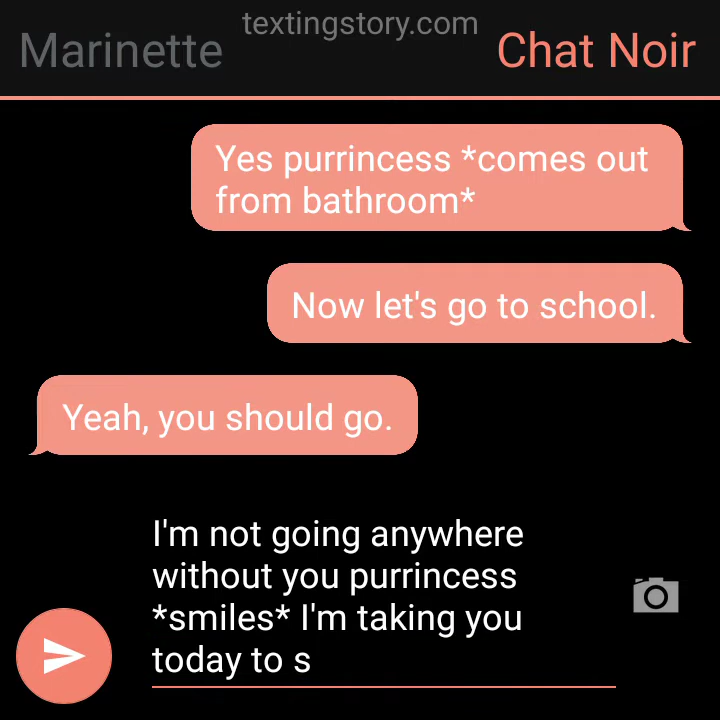 textingstory.com
Marinette
Chat Noir
Yes purrincess *comes out
from bathroom*
Now let's go to school.
Yeah, you should go.
I'm not going anywhere
without you purrincess
*smiles* I'm taking you
today to s